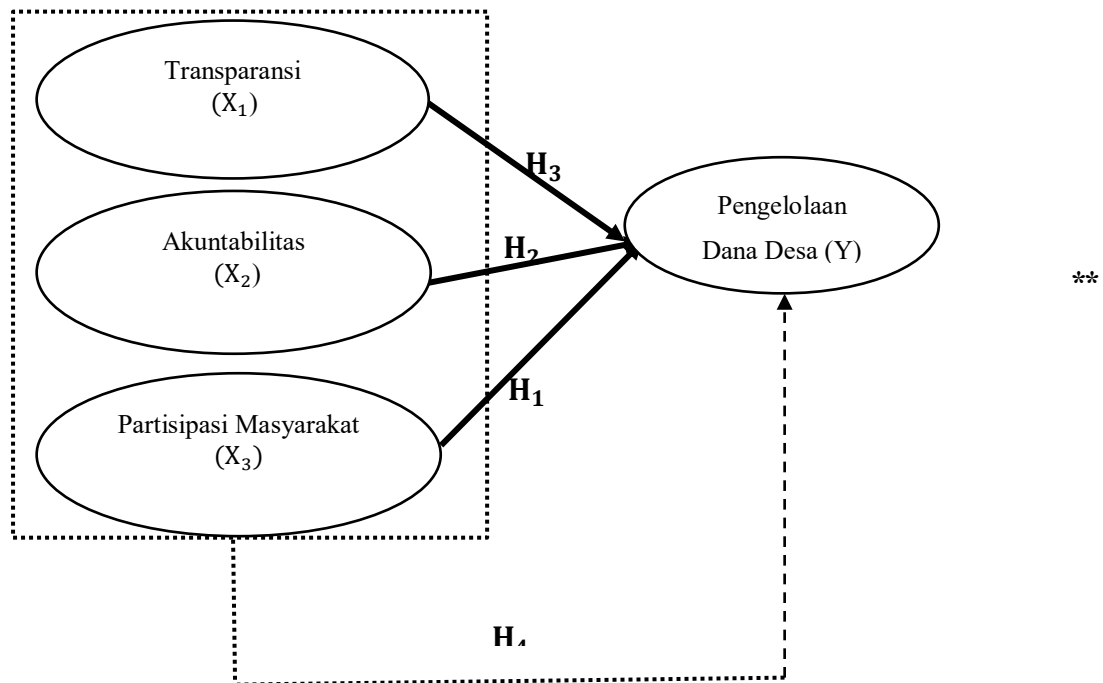 Transparansi
(X₁)
H₃
Pengelolaan
Dana Desa (Y)
Akuntabilitas
(X₂)
H₂
**
H₁
Partisipasi Masyarakat
(X₃)
H₄